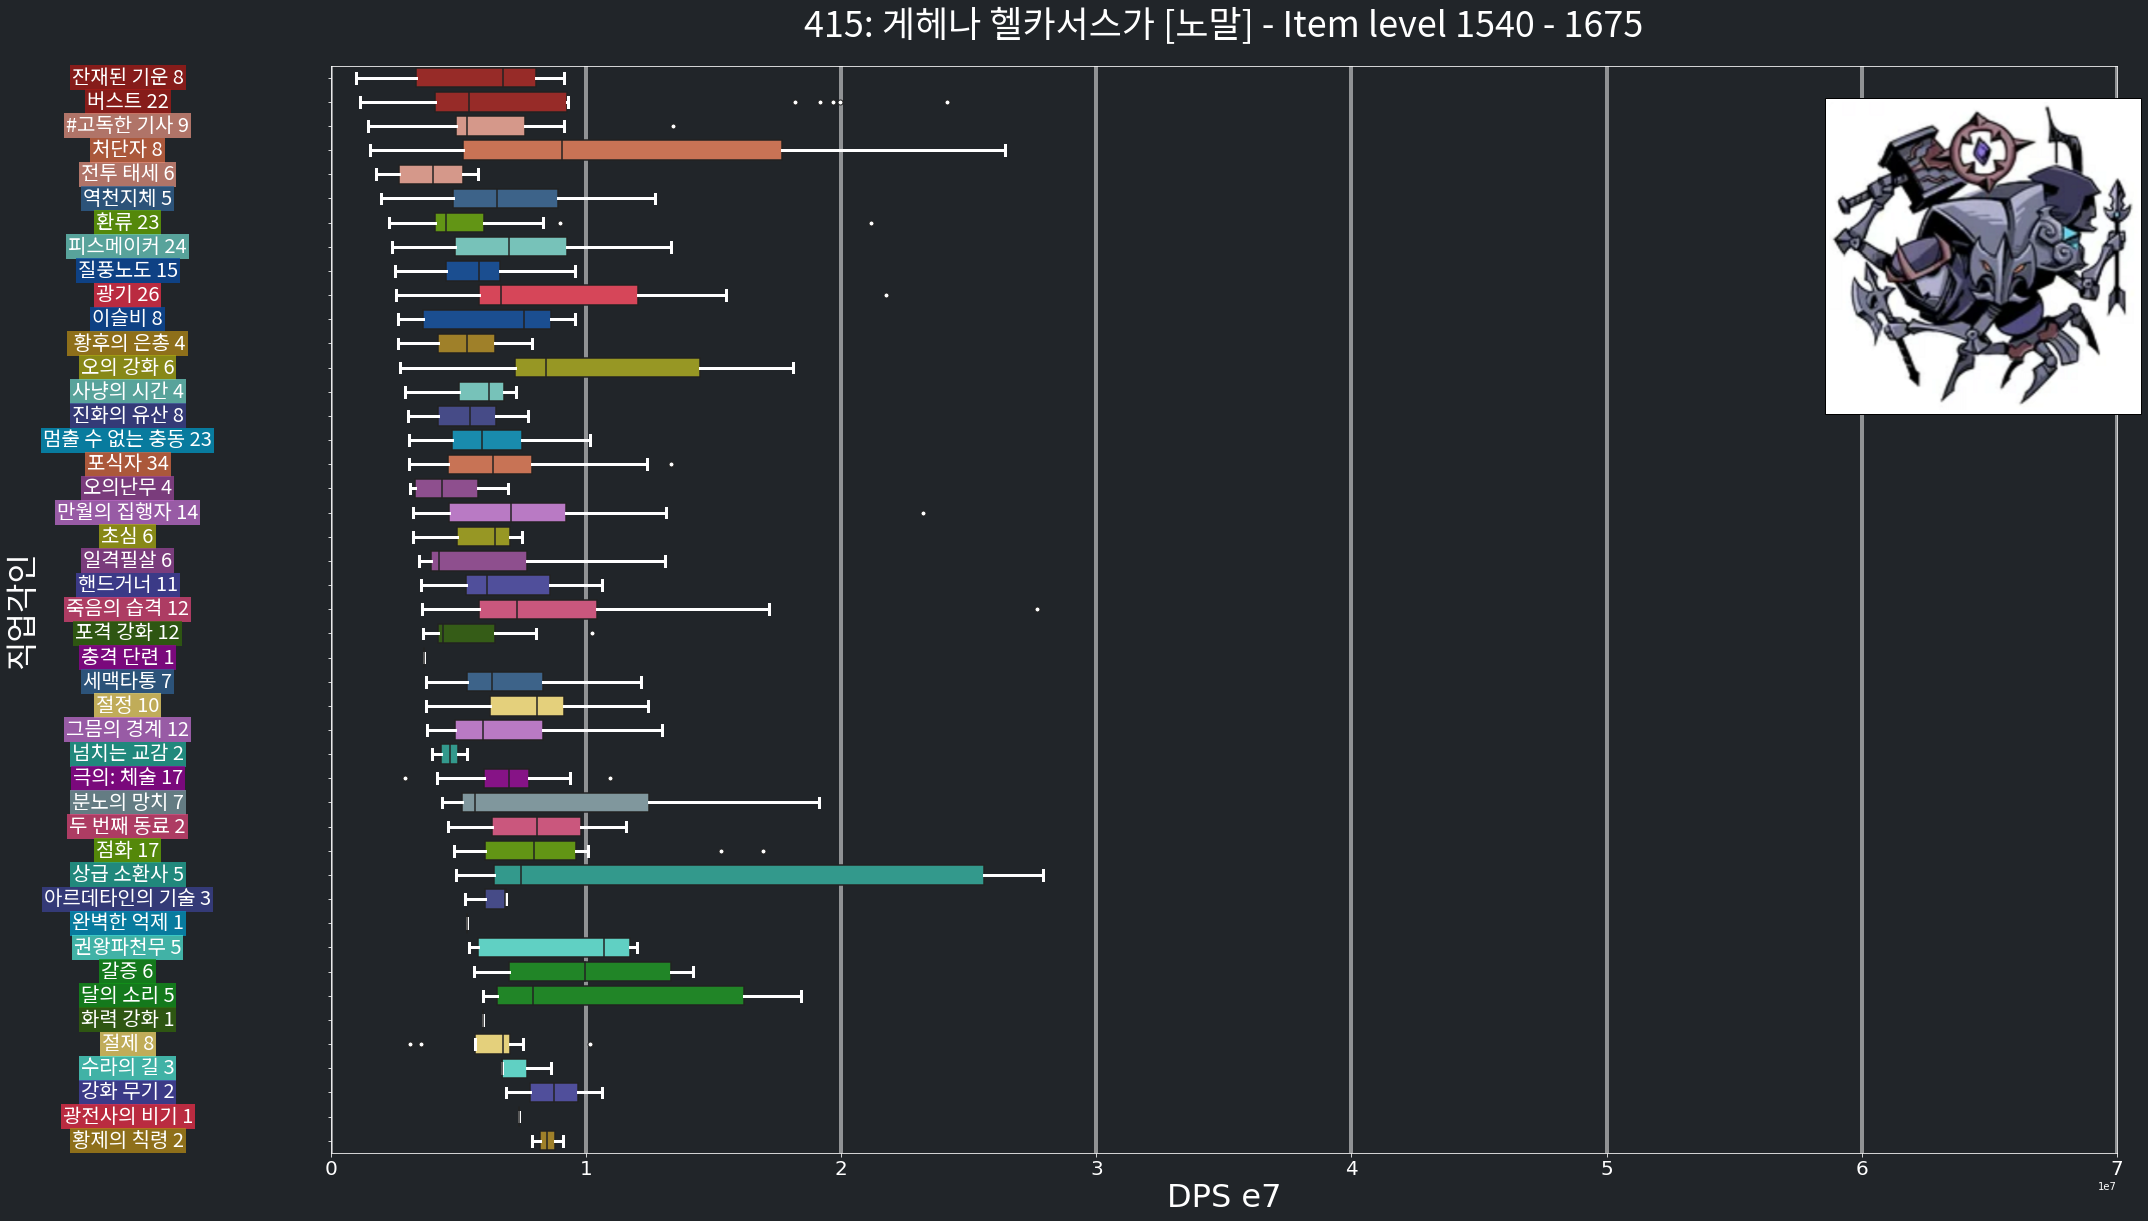 415: 게헤나 헬카서스가 [노말] - Item level 1540 - 1675
직업각인
잔재된 기운 8
버스트 22
#고독한 기사 9
처단자 8
전투 태세 6
역천지체 5
환류 23
피스메이커 24
질풍노도 15
광기 26
이슬비 8
황후의 은총 4
오의 강화 6
사냥의 시간 4
진화의 유산 8
멈출 수 없는 충동 23
포식자 34
오의난무 4
만월의 집행자 14
초심 6
일격필살 6
핸드거너 11
죽음의 습격 12
포격 강화 12
충격 단련 1
세맥타통 7
절정 10
그믐의 경계 12
넘치는 교감 2
극의: 체술 17
분노의 망치 7
두 번째 동료 2
점화 17
상급 소환사 5
아르데타인의 기술 3
완벽한 억제 1
권왕파천무 5
갈증 6
달의 소리 5
화력 강화 1
절제 8
수라의 길 3
강화 무기 2
광전사의 비기 1
황제의 칙령 2
0 1 2 3 4 5 6 7
1e7
DPS e7